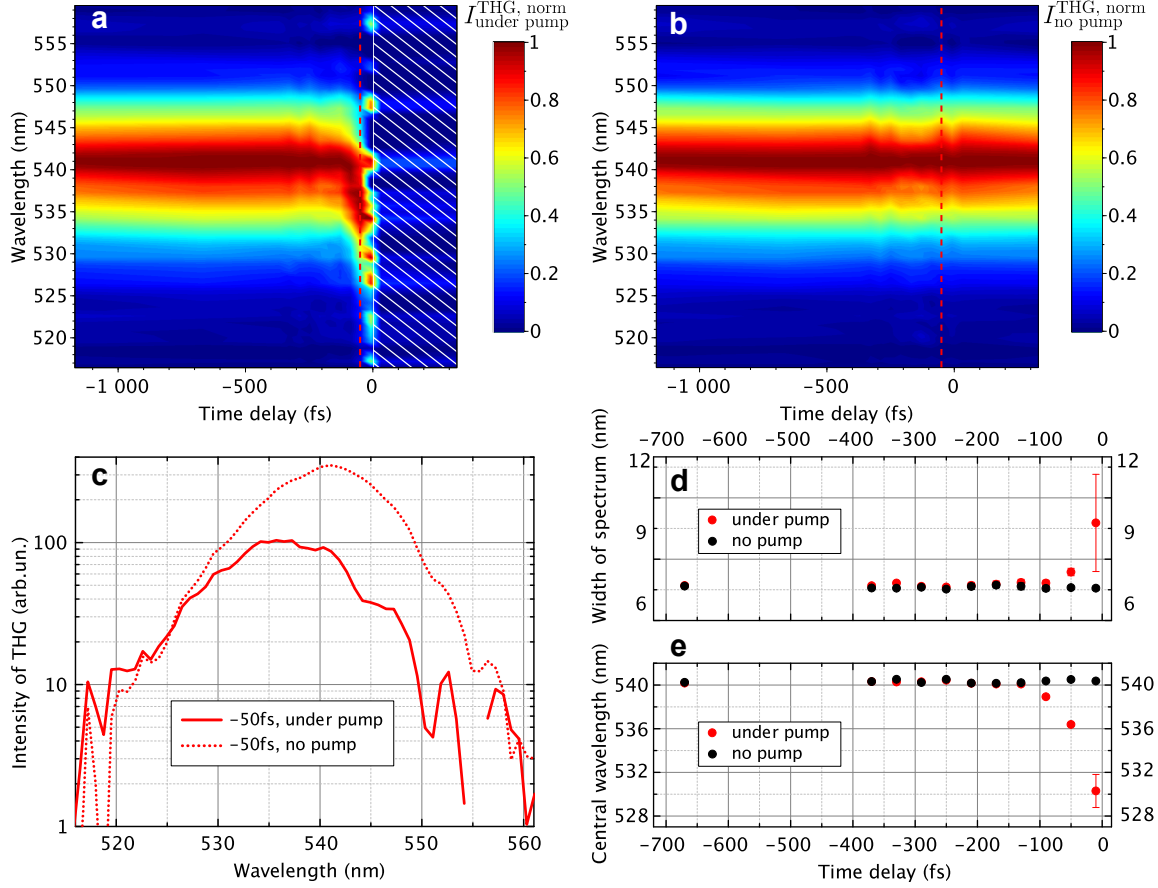 a
I THG, norm under pump
555
550
545
540
535
530
525
520
Wavelength (nm)
−1 000 −500 0
Time delay (fs)
1
0.8
0.6
0.4
0.2
0
b
I THG, norm no pump
555
550
545
540
535
530
525
520
Wavelength (nm)
−1 000 −500 0
Time delay (fs)
1
0.8
0.6
0.4
0.2
0
c
100
10
1
Intensity of THG (arb.un.)
−50fs, under pump
−50fs, no pump
520 530 540 550 560
Wavelength (nm)
−700 −600 −500 −400 −300 −200 −100 0
d
12
9
6
Width of spectrum (nm)
under pump
no pump
12
9
6
e
540
536
532
528
Central wavelength (nm)
under pump
no pump
540
536
532
528
−700 −600 −500 −400 −300 −200 −100 0
Time delay (fs)